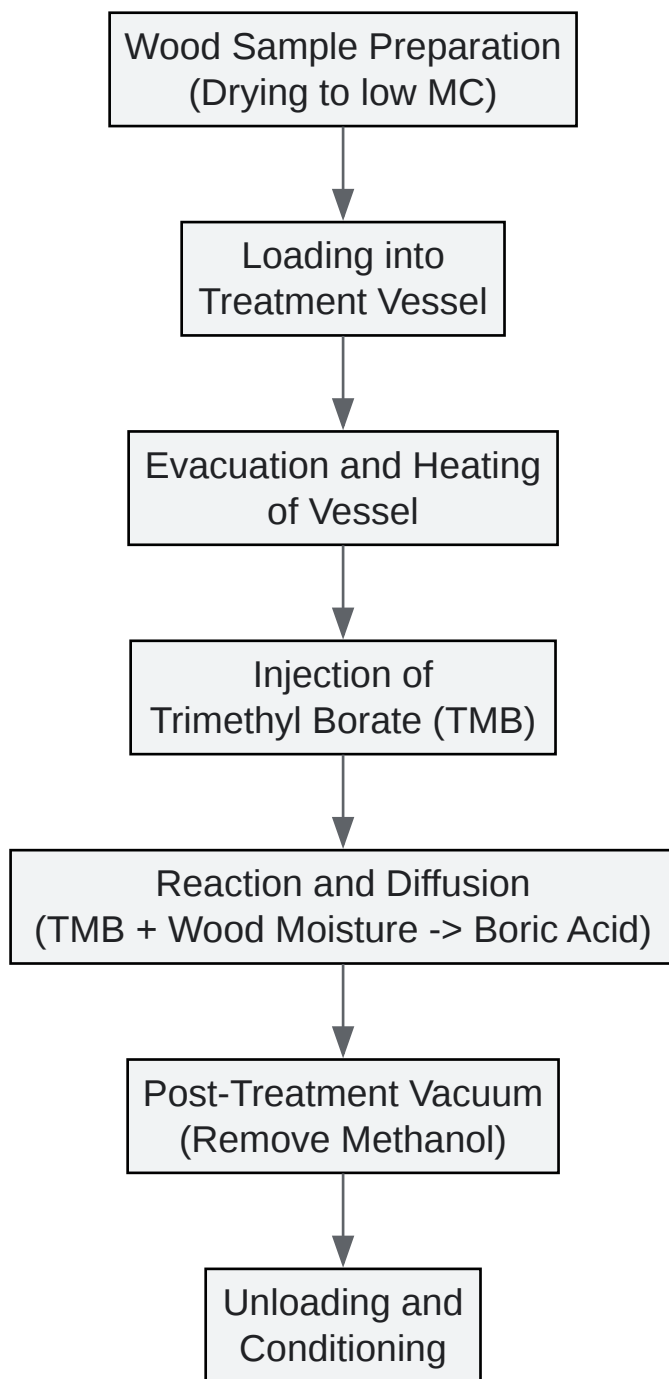 Wood Sample Preparation
(Drying to low MC)
Loading into
Treatment Vessel
Evacuation and Heating
of Vessel
Injection of
Trimethyl Borate (TMB)
Reaction and Diffusion
(TMB + Wood Moisture -> Boric Acid)
Post-Treatment Vacuum
(Remove Methanol)
Unloading and
Conditioning